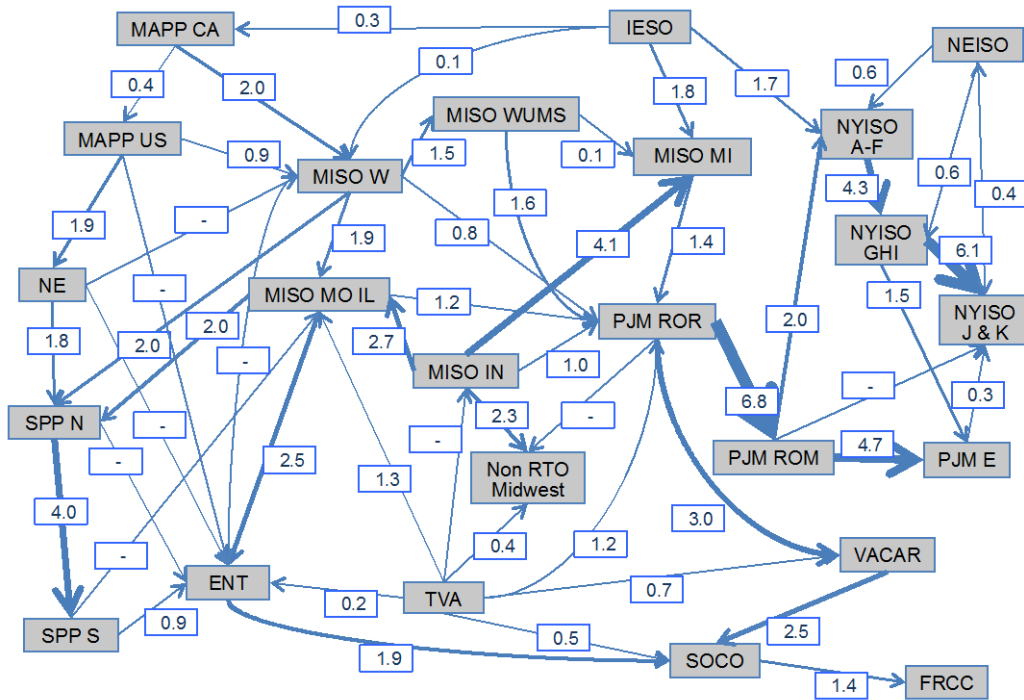 MAPP CA
0.3
IESO
NEISO
0.4
2.0
0.1
1.8
1.7
0.6
MAPP US
0.9
MISO WUMS
MISO W
1.5
0.1
MISO MI
NYISO
A-F
4.3
0.6
0.4
1.9
-
1.9
0.8
1.6
4.1
1.4
NYISO
GHI
6.1
NE
-
MISO MO IL
1.2
PJM ROR
2.0
1.5
NYISO
J & K
1.8
2.0
2.0
2.7
MISO IN
1.0
-
-
0.3
SPP N
-
-
2.3
-
6.8
-
2.5
1.3
Non RTO
Midwest
PJM ROM
4.7
PJM E
4.0
-
0.4
1.2
3.0
VACAR
ENT
0.2
TVA
0.7
SPP S
0.9
0.5
2.5
1.9
SOCO
1.4
FRCC